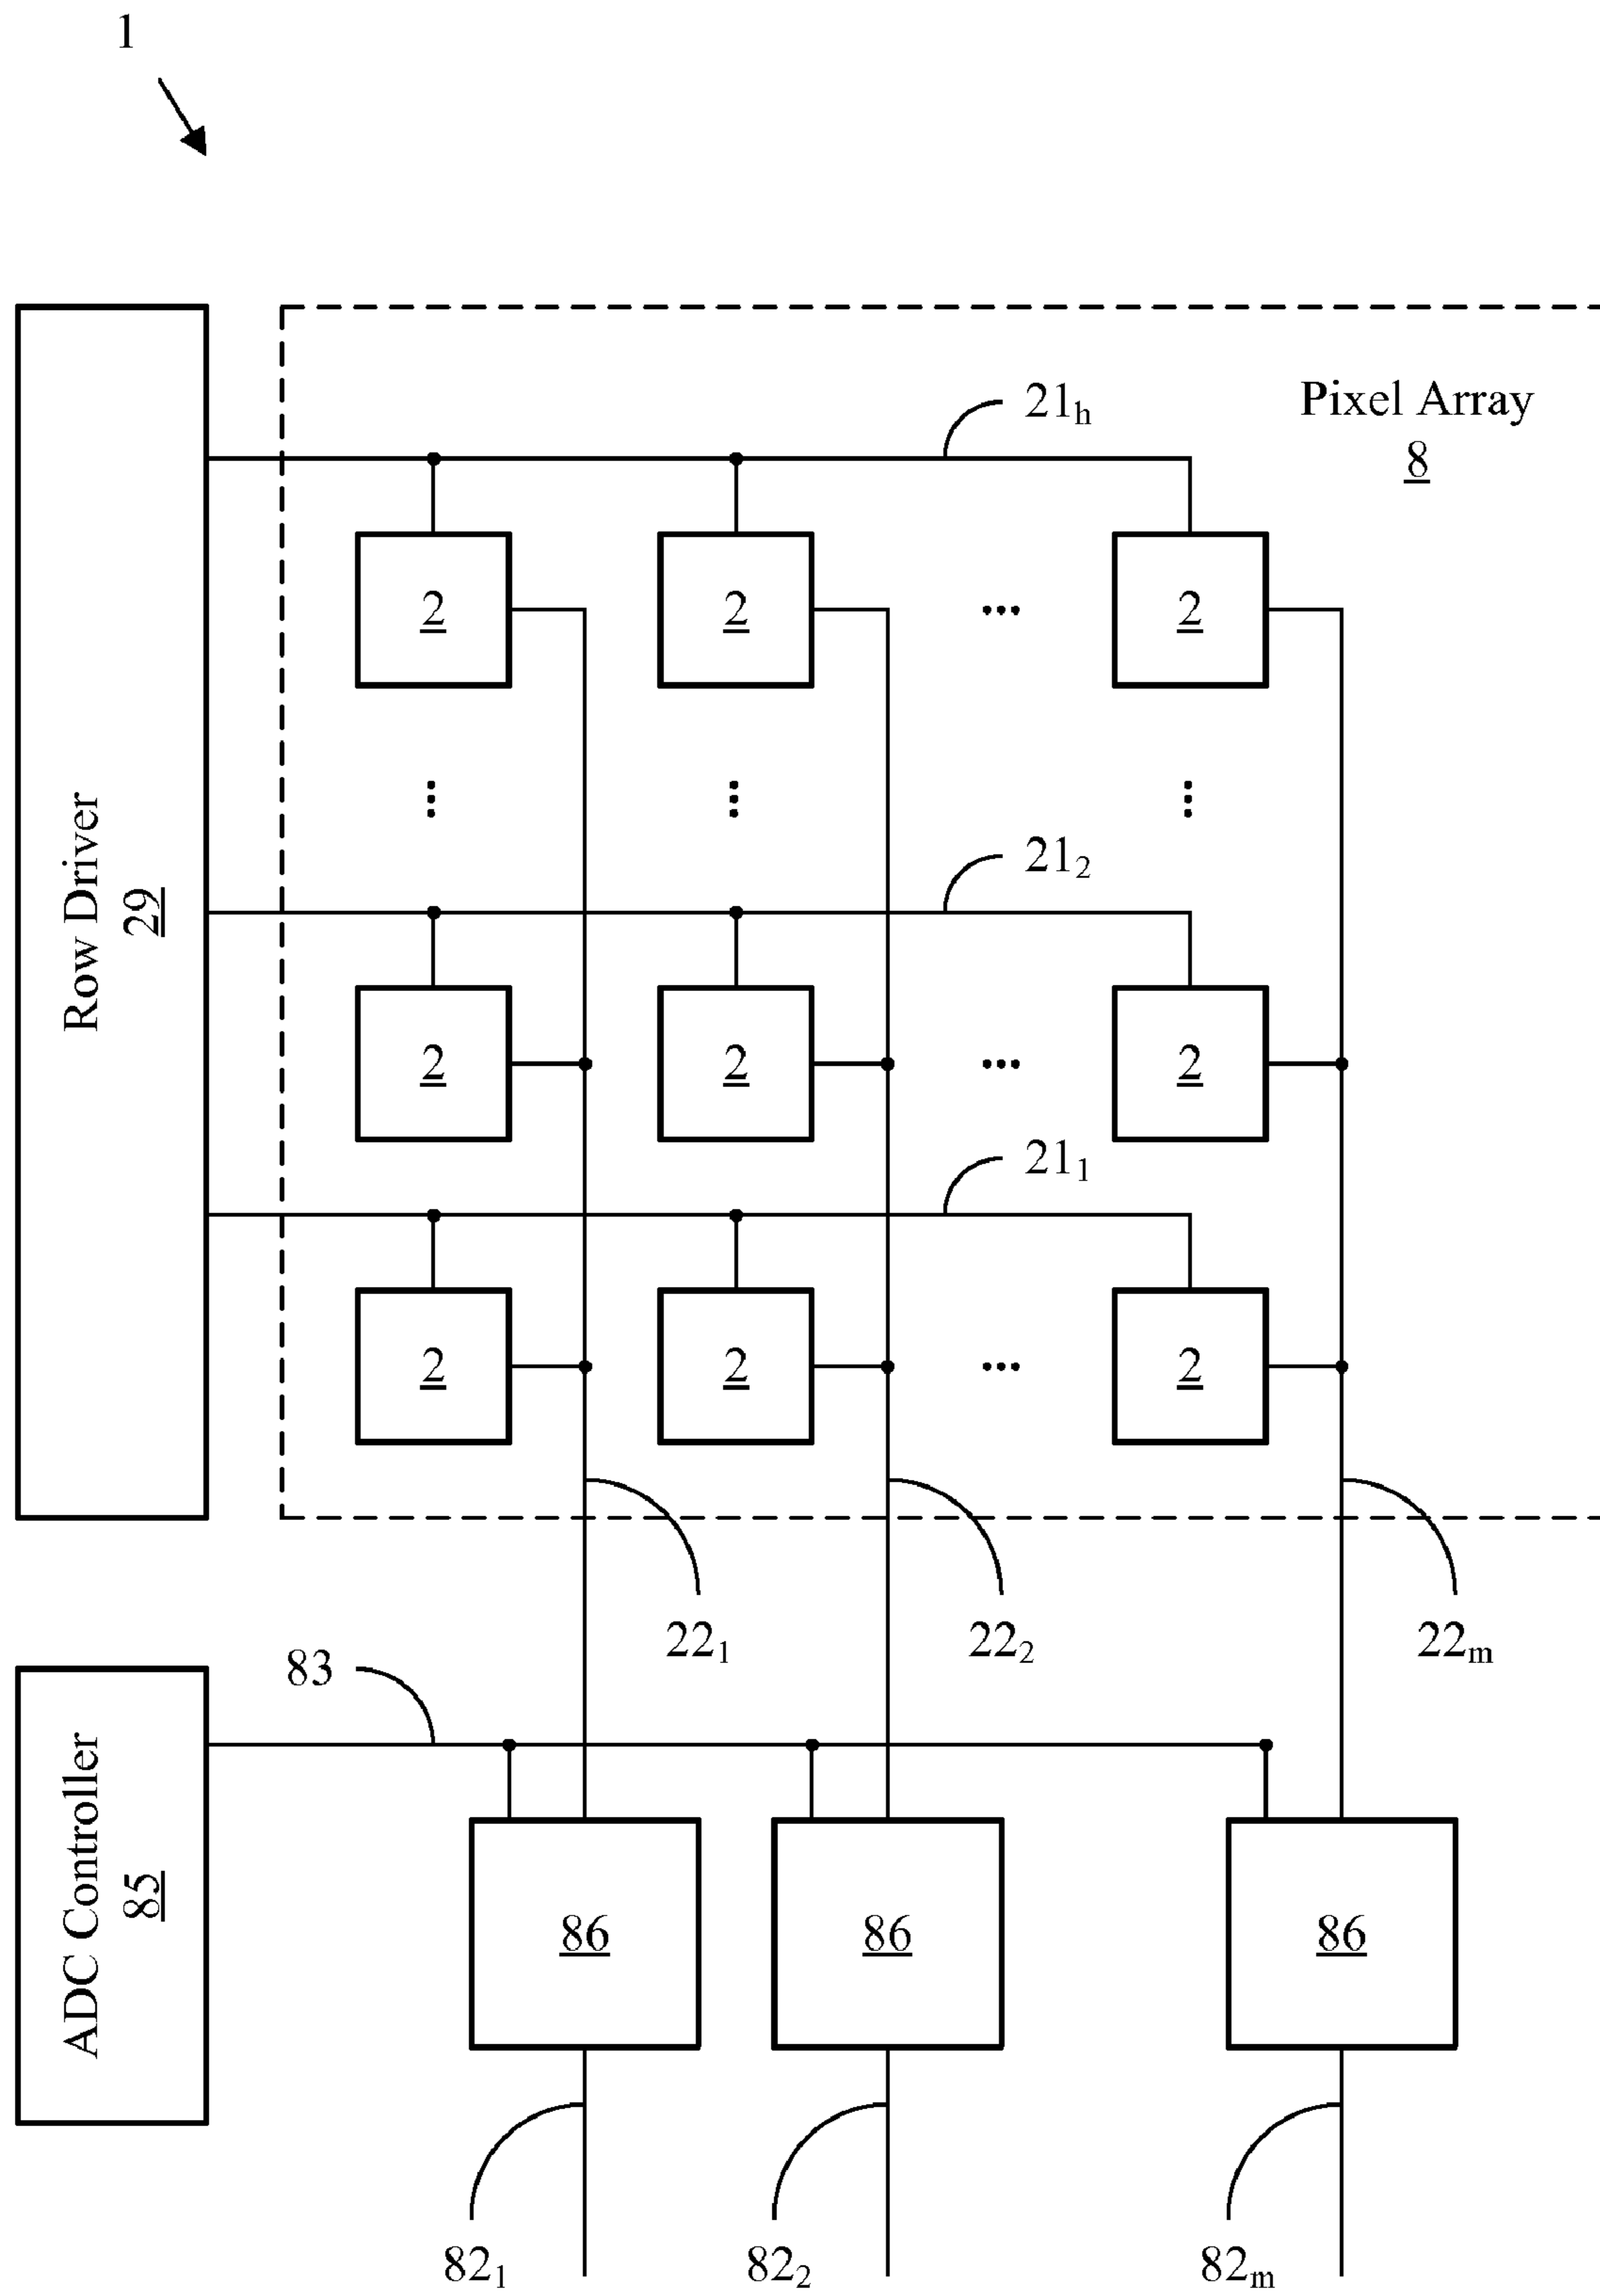 1
21ₕ
Pixel Array
8
2 2 ... 2
21₂
Row Driver
29
2 2 ... 2
21₁
2 2 ... 2
22₁ 22₂ 22ₘ
83
ADC Controller
85
86 86 86
82₁ 82₂ 82ₘ